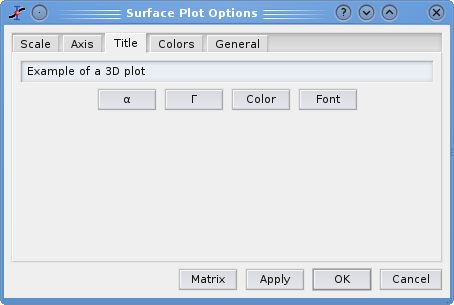 Surface Plot Options
Scale Axis Title Colors General
Example of a 3D plot
α Γ Color Font
Matrix Apply OK Cancel